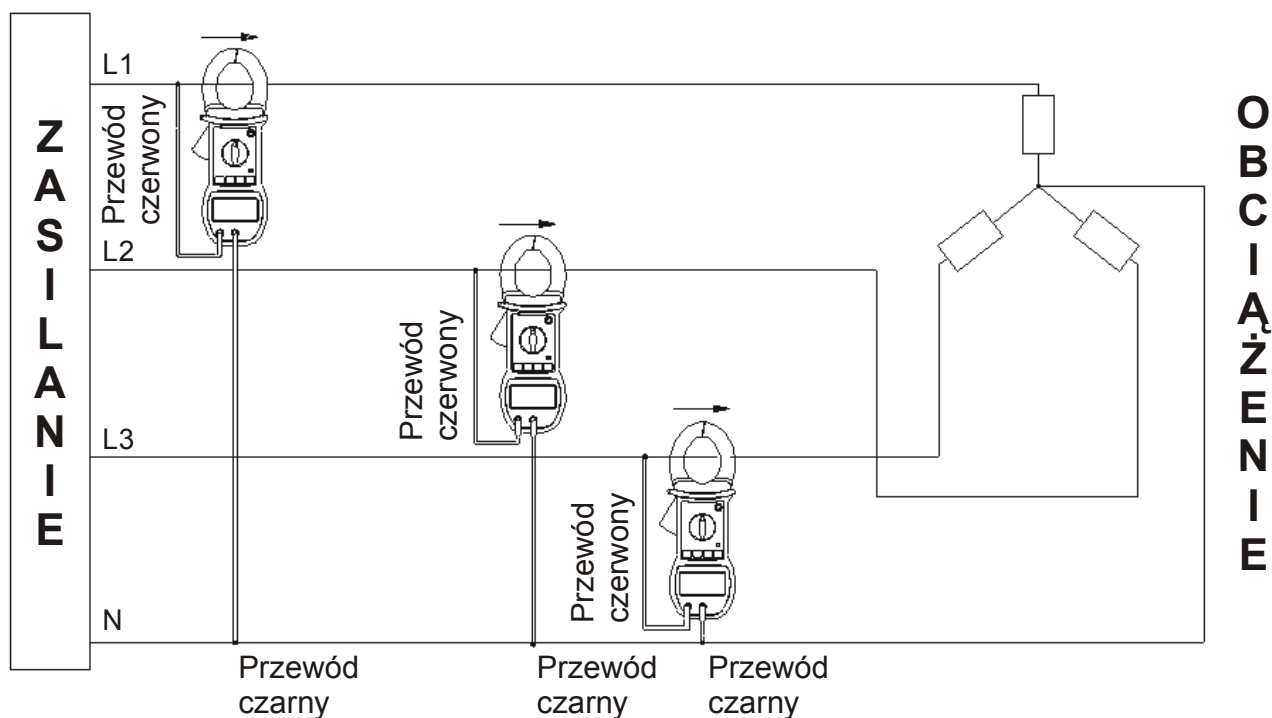 ZASILANIE
L1
Przewód
czerwony
L2
Przewód
czerwony
L3
Przewód
czerwony
N
Przewód
czarny
Przewód
czarny
Przewód
czarny
OBCIĄŻENIE